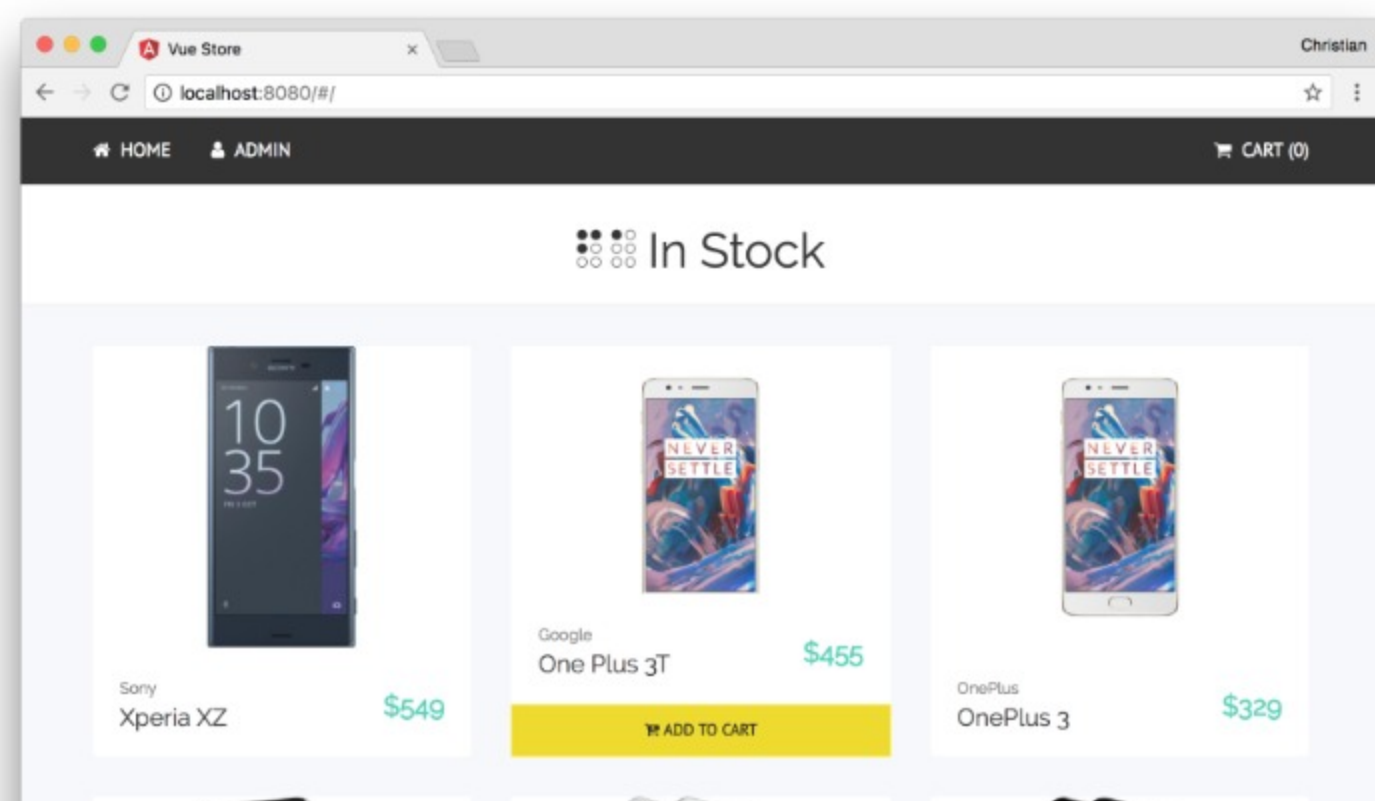 Vue Store
Christian
localhost:8080/#/
HOME ADMIN CART (0)
In Stock
SONY
10
35
NEVER
SETTLE
NEVER
SETTLE
Sony
Xperia XZ
$549
Google
One Plus 3T
$455
ADD TO CART
OnePlus
OnePlus 3
$329